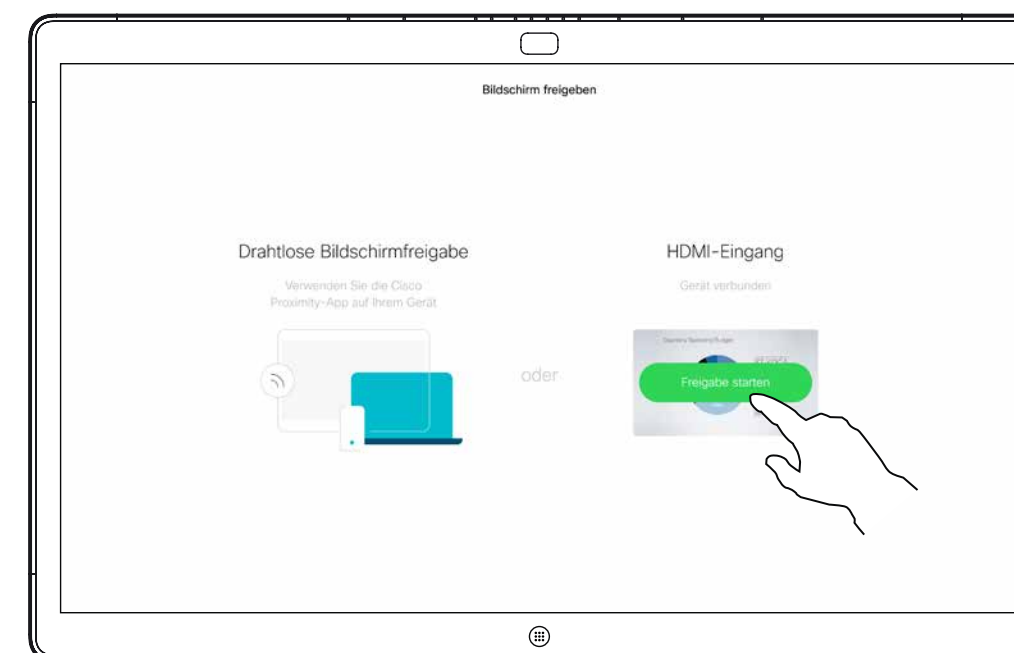 Bildschirm freigeben
Drahtlose Bildschirmfreigabe
Verwenden Sie die Cisco
Proximity-App auf Ihrem Gerät
oder
HDMI-Eingang
Gerät verbunden
Freigabe starten